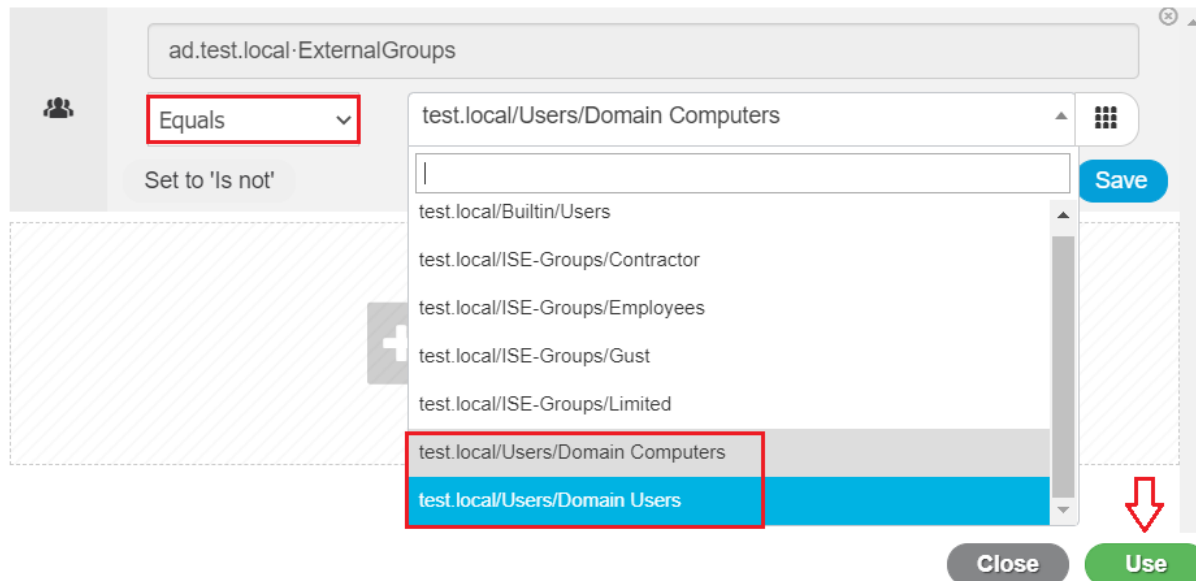 ad.test.local·ExternalGroups
Equals
test.local/Users/Domain Computers
Set to 'Is not'
Save
test.local/Builtin/Users
test.local/ISE-Groups/Contractor
test.local/ISE-Groups/Employees
test.local/ISE-Groups/Gust
test.local/ISE-Groups/Limited
test.local/Users/Domain Computers
test.local/Users/Domain Users
Close
Use